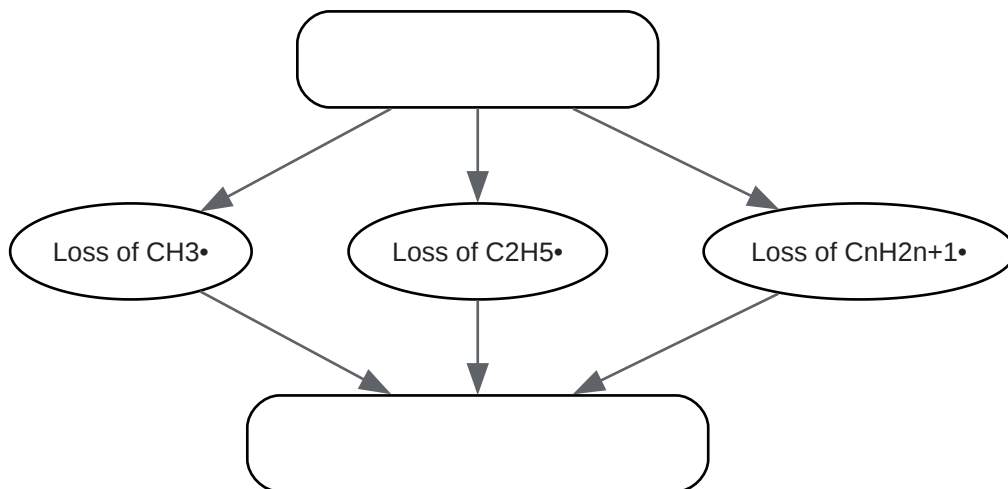 Loss of CH3•
Loss of C2H5•
Loss of CnH2n+1•